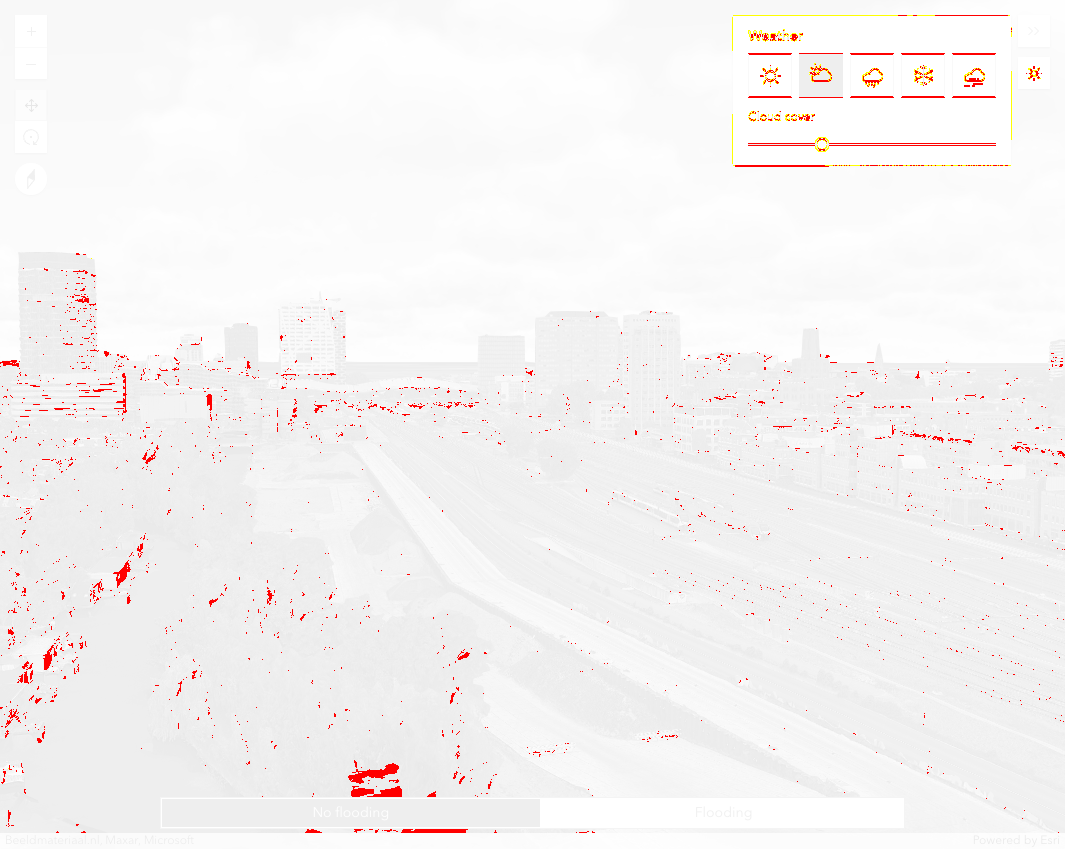 Weather
Cloud cover
No flooding
Flooding
Beeldmateriaal.nl, Maxar, Microsoft
Powered by Esri